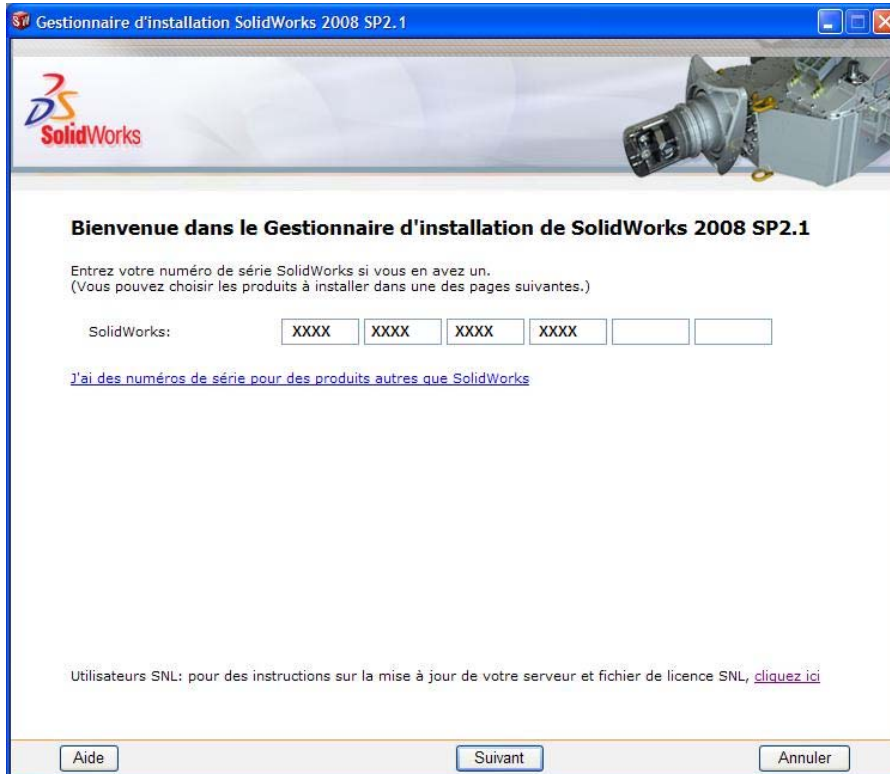 Gestionnaire d'installation SolidWorks 2008 SP2.1
SolidWorks
Bienvenue dans le Gestionnaire d'installation de SolidWorks 2008 SP2.1
Entrez votre numéro de série SolidWorks si vous en avez un.
(Vous pouvez choisir les produits à installer dans une des pages suivantes.)
SolidWorks: XXXX XXXX XXXX XXXX
J'ai des numéros de série pour des produits autres que SolidWorks
Utilisateurs SNL: pour des instructions sur la mise à jour de votre serveur et fichier de licence SNL, cliquez ici
Aide Suivant Annuler